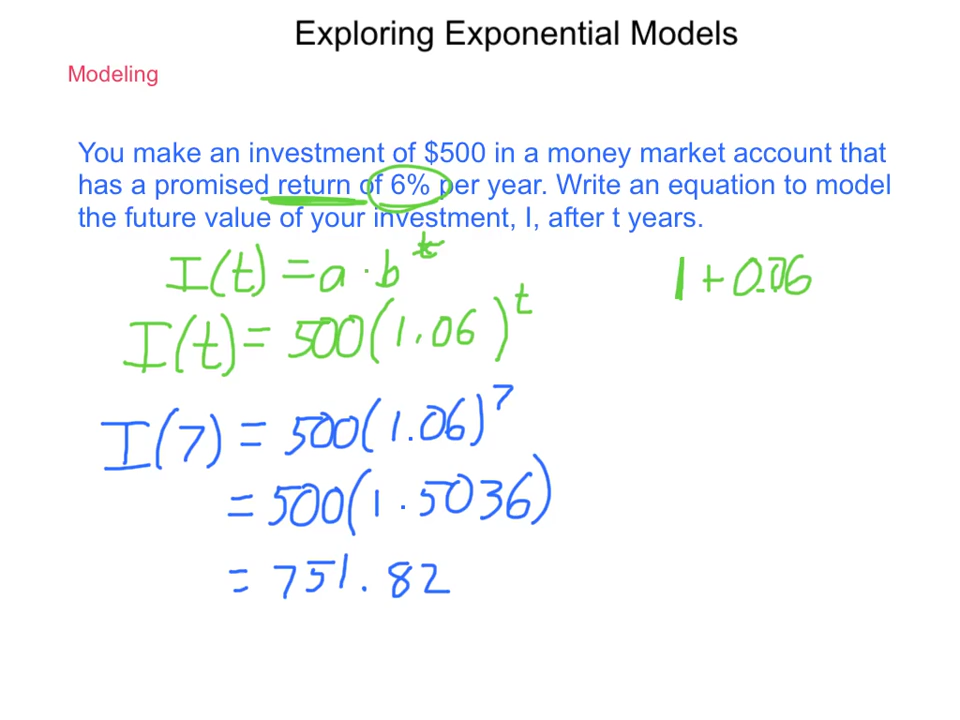 Exploring Exponential Models
Modeling
You make an investment of $500 in a money market account that
has a promised return of 6% per year. Write an equation to model
the future value of your investment, I, after t years.
I(t) = a · b^t
1 + 0.06
I(t) = 500(1.06)^t
I(7) = 500(1.06)^7
= 500(1.5036)
= 751.82